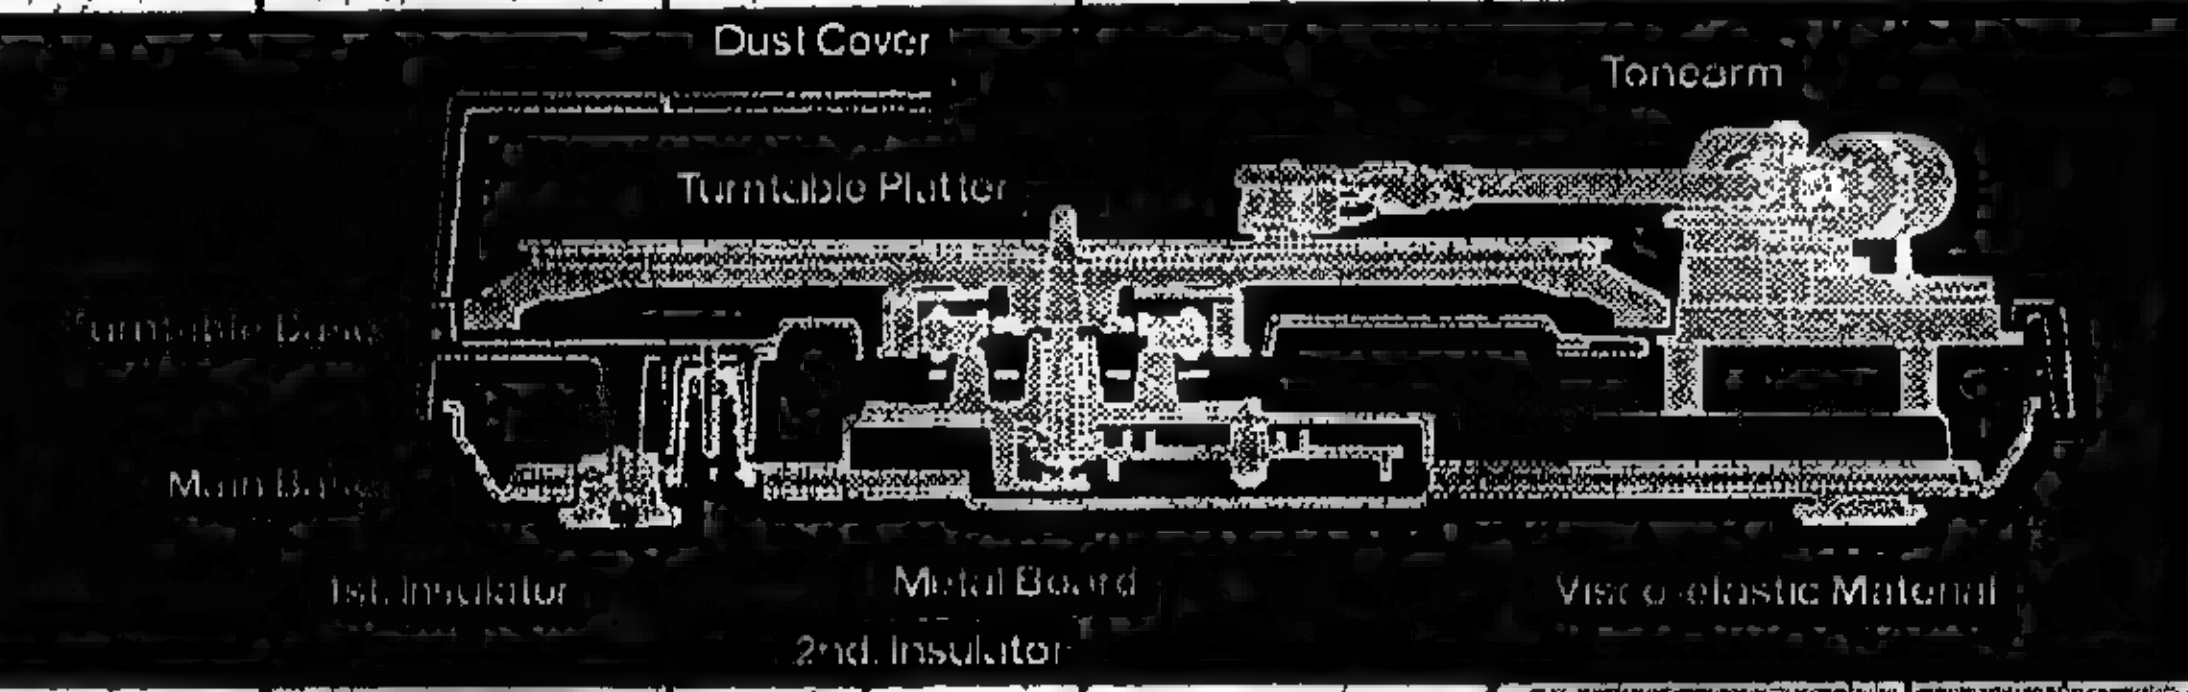 Dust Cover
Tonearm
Turntable Platter
Turntable Base
Main Base
1st. Insulator
Metal Board
Visco-elastic Material
2nd. Insulator